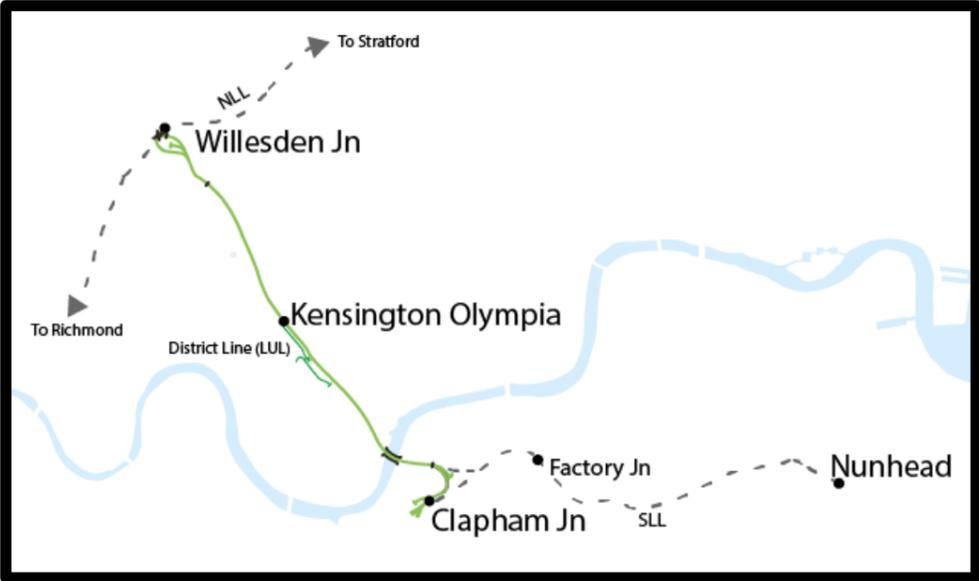 To Stratford
NLL
Willesden Jn
Kensington Olympia
To Richmond
District Line (LUL)
Factory Jn
Nunhead
Clapham Jn
SLL